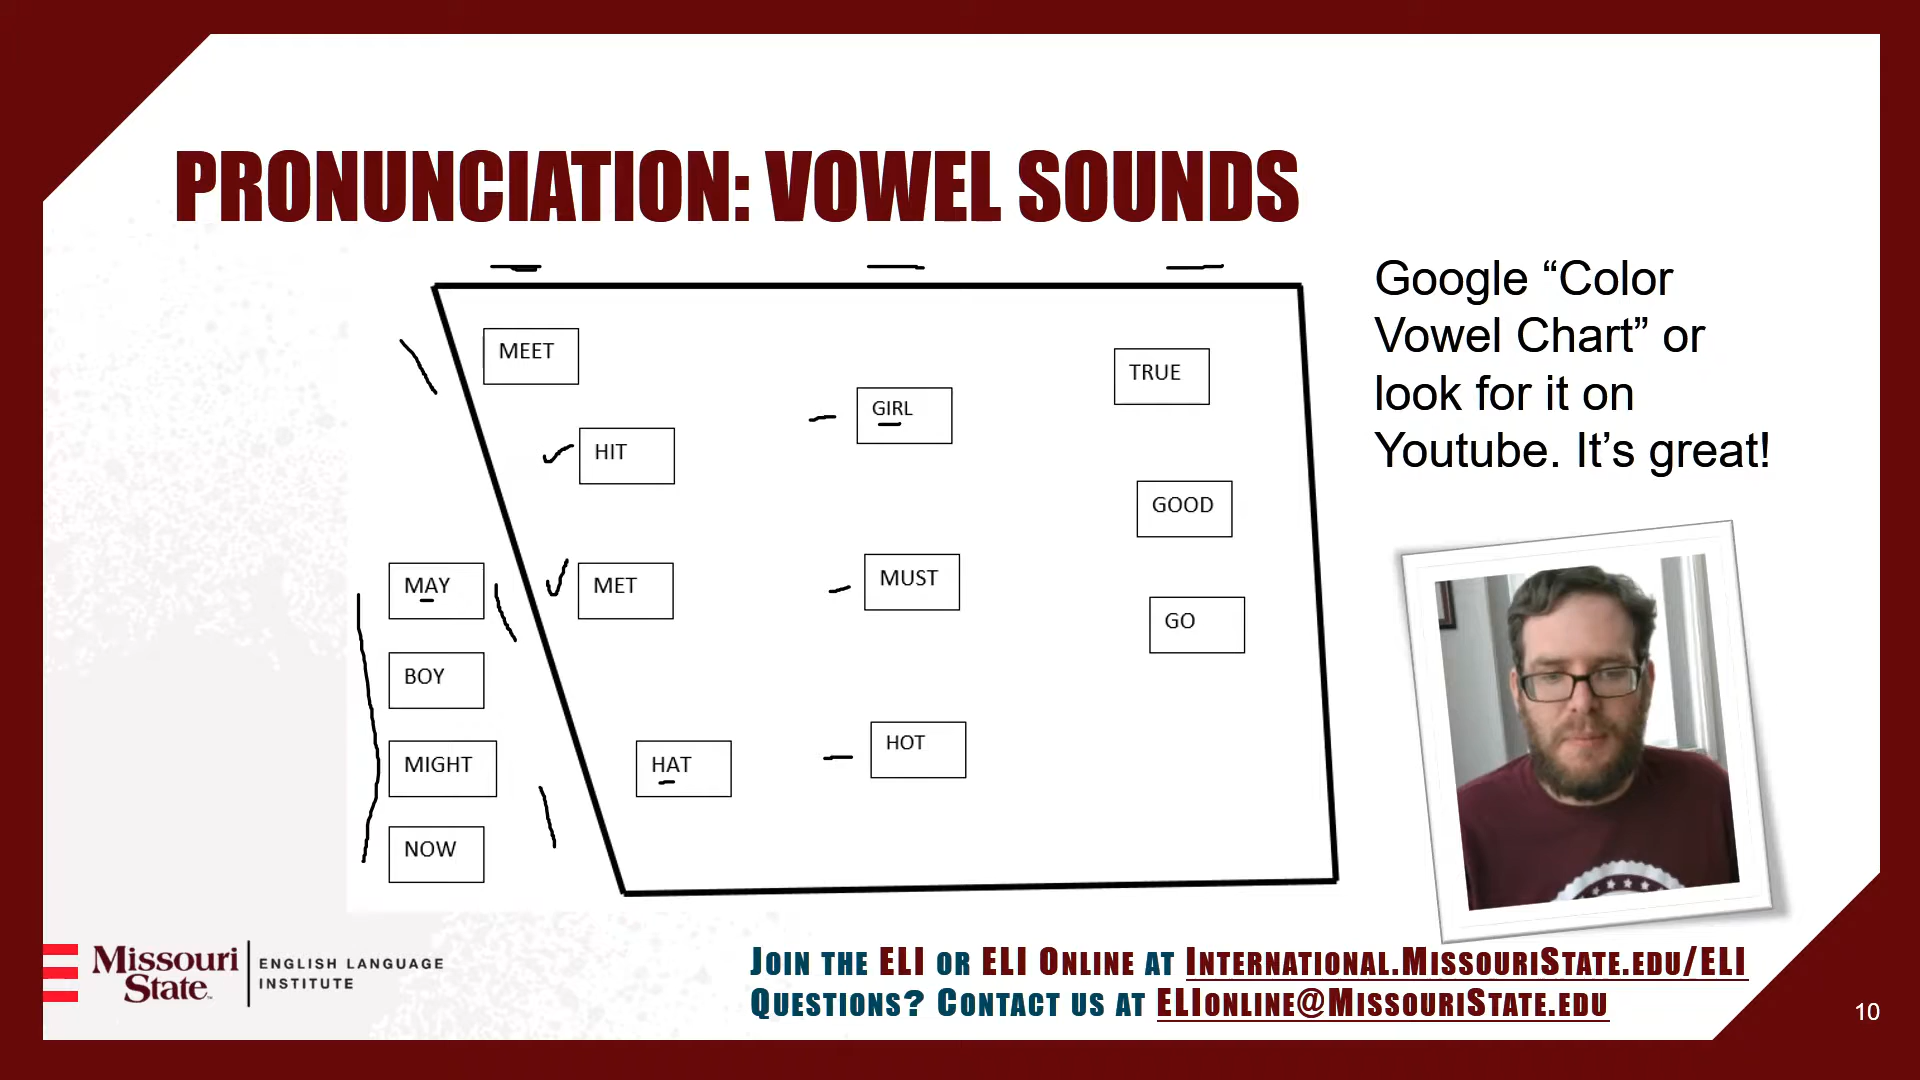 PRONUNCIATION: VOWEL SOUNDS
MEET
HIT
MET
HAT
GIRL
MUST
HOT
TRUE
GOOD
GO
MAY
BOY
MIGHT
NOW
Google “Color
Vowel Chart” or
look for it on
Youtube. It’s great!
Missouri
State™
ENGLISH LANGUAGE
INSTITUTE
JOIN THE ELI OR ELI ONLINE AT INTERNATIONAL.MISSOURISTATE.EDU/ELI
QUESTIONS? CONTACT US AT ELIONLINE@MISSOURISTATE.EDU
10